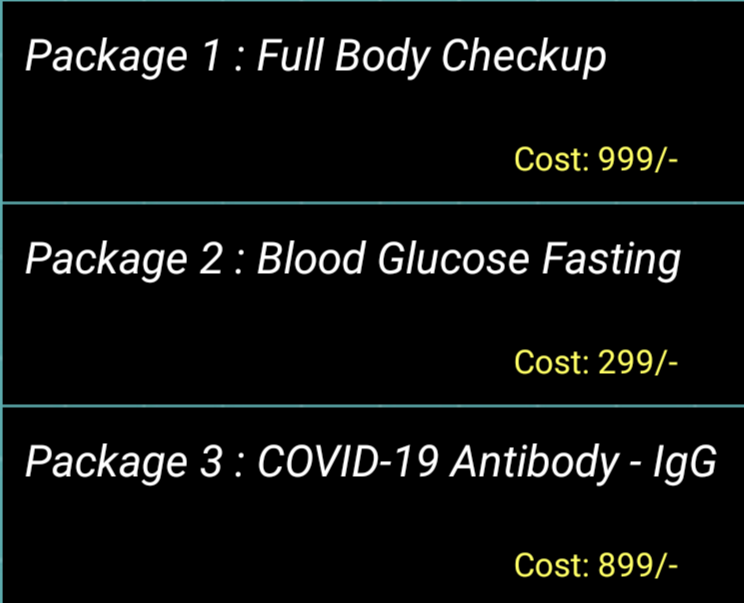 Package 1 : Full Body Checkup
Cost: 999/-
Package 2 : Blood Glucose Fasting
Cost: 299/-
Package 3 : COVID-19 Antibody - IgG
Cost: 899/-